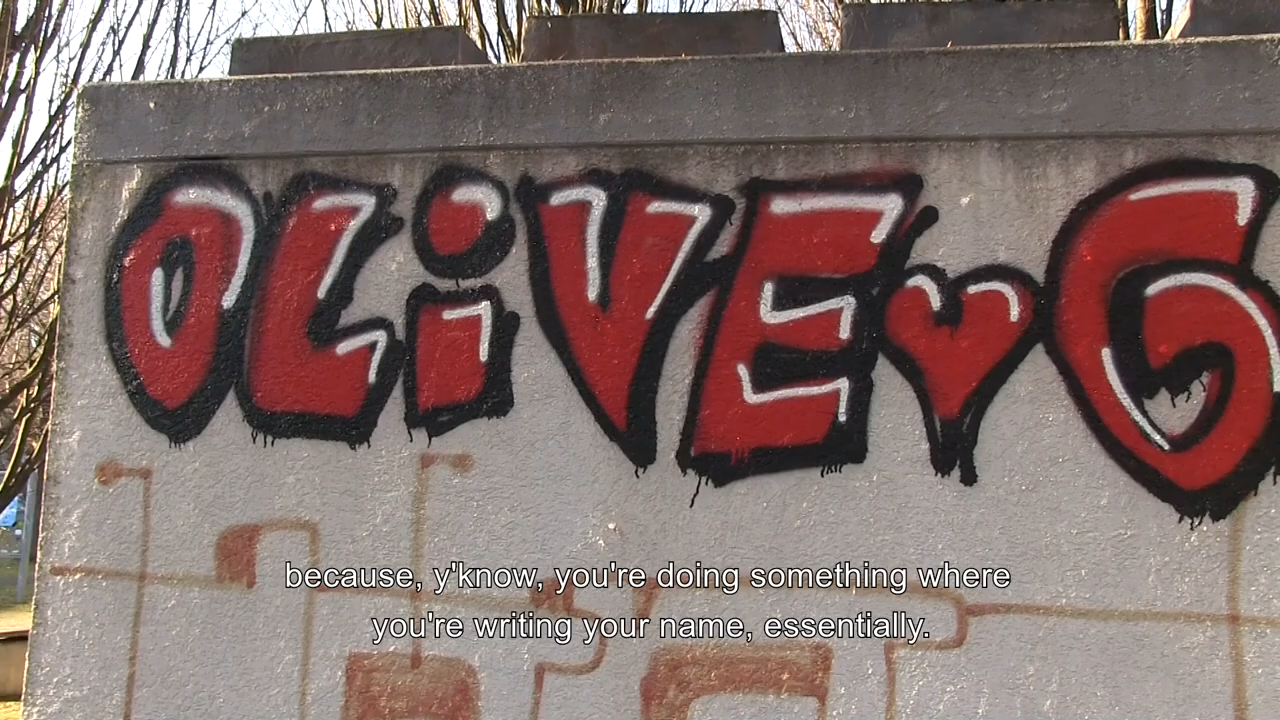 OLiVE♥G
because, y'know, you're doing something where
you're writing your name, essentially.